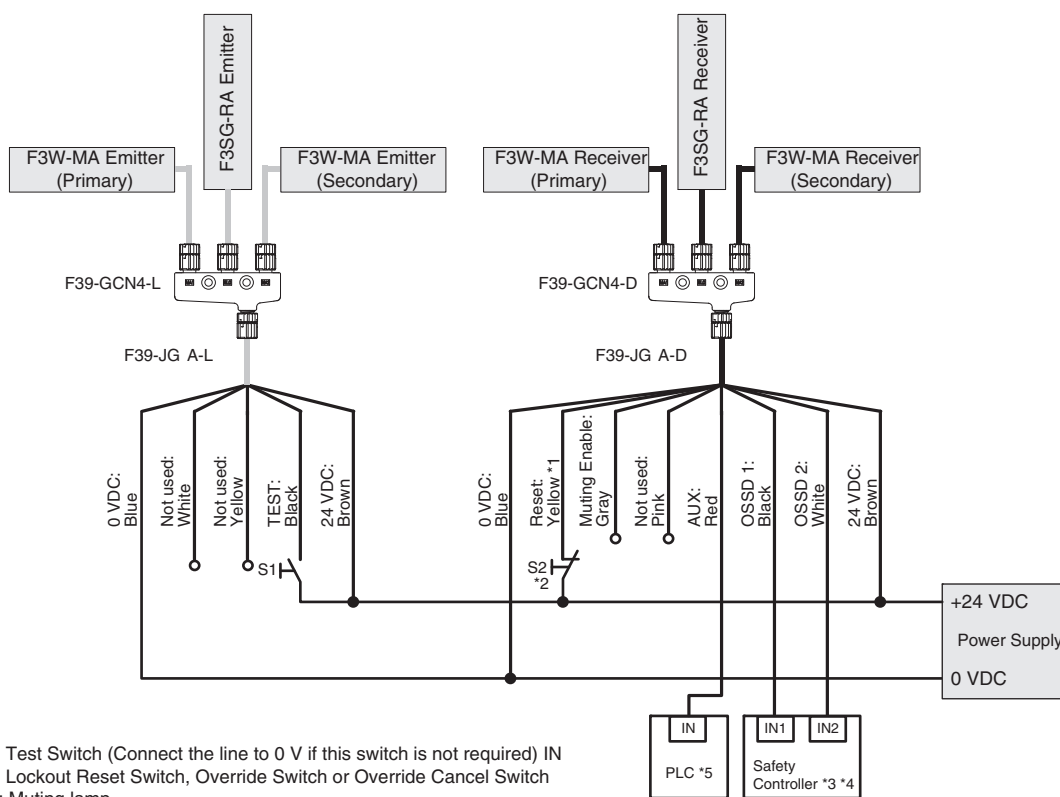 F3SG-RA Emitter
F3W-MA Emitter
(Primary)
F3W-MA Emitter
(Secondary)
F39-GCN4-L
F39-JG A-L
0 VDC:
Blue
Not used:
White
Not used:
Yellow
TEST:
Black
24 VDC:
Brown
S1
F3SG-RA Receiver
F3W-MA Receiver
(Primary)
F3W-MA Receiver
(Secondary)
F39-GCN4-D
F39-JG A-D
0 VDC:
Blue
Reset:
Yellow *1
Muting Enable:
Gray
Not used:
Pink
AUX:
Red
OSSD 1:
Black
OSSD 2:
White
24 VDC:
Brown
S2
*2
+24 VDC
Power Supply
0 VDC
IN
PLC *5
IN1
IN2
Safety
Controller *3 *4
Test Switch (Connect the line to 0 V if this switch is not required) IN
Lockout Reset Switch, Override Switch or Override Cancel Switch
: Muting lamp